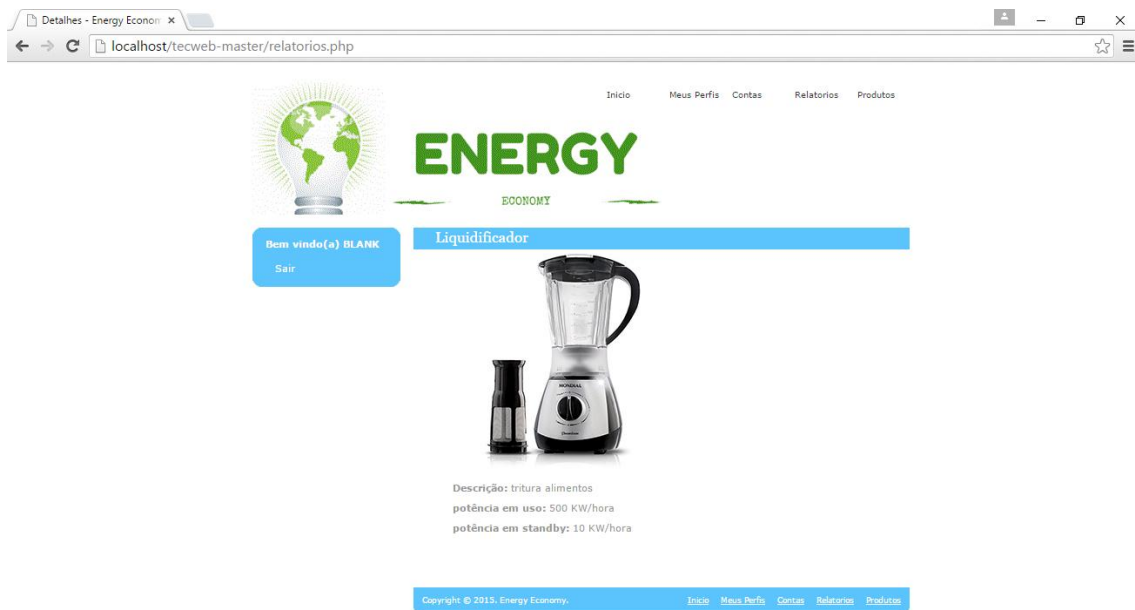 Detalhes - Energy Econom
localhost/tecweb-master/relatorios.php
Inicio Meus Perfis Contas Relatorios Produtos
ENERGY
ECONOMY
Bem vindo(a) BLANK
Sair
Liquidificador
MONDIAL
Descrição: tritura alimentos
potência em uso: 500 KW/hora
potência em standby: 10 KW/hora
Copyright © 2015. Energy Economy.
Inicio Meus Perfis Contas Relatorios Produtos